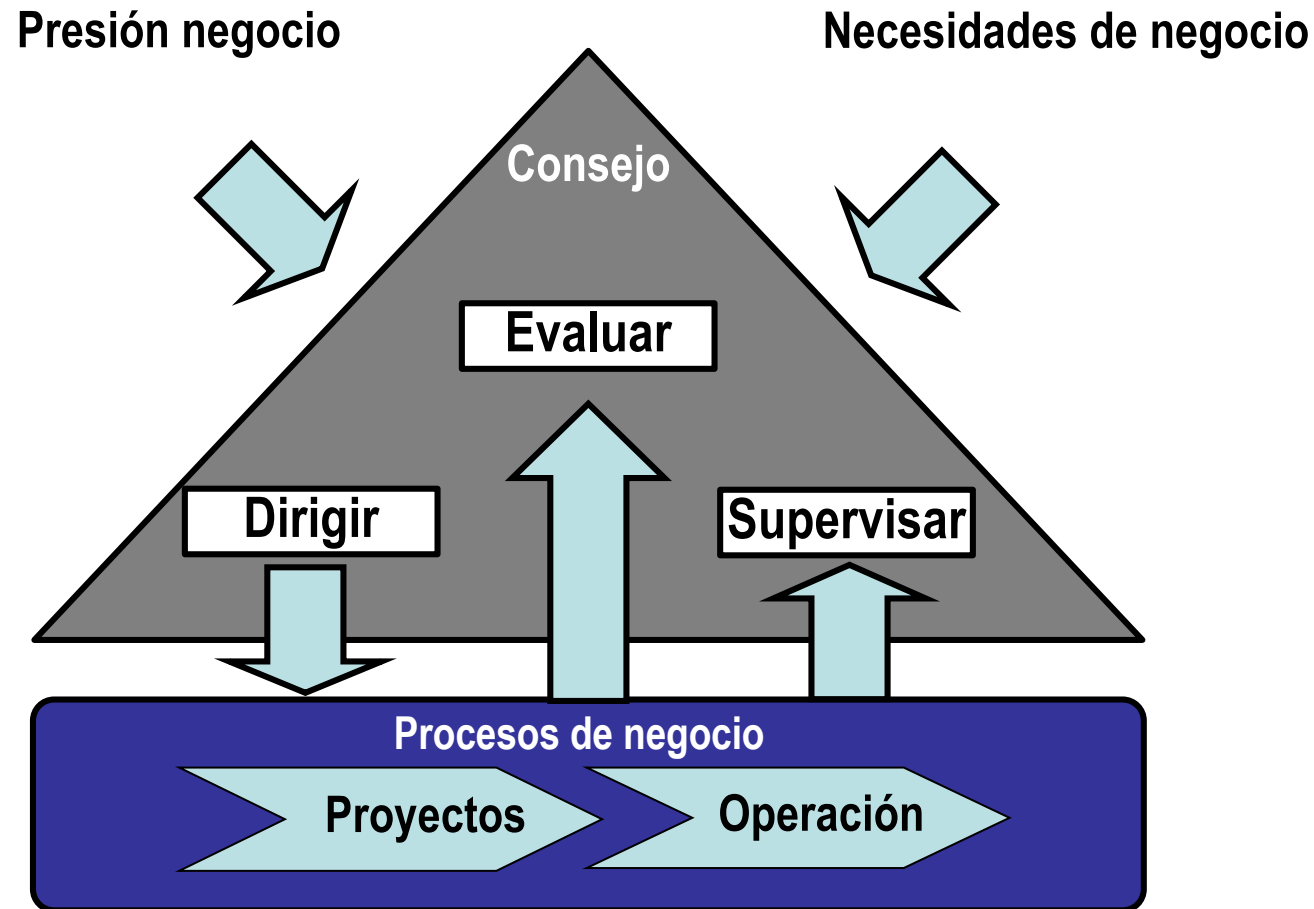 Presión negocio
Necesidades de negocio
Consejo
Evaluar
Dirigir
Supervisar
Procesos de negocio
Proyectos
Operación